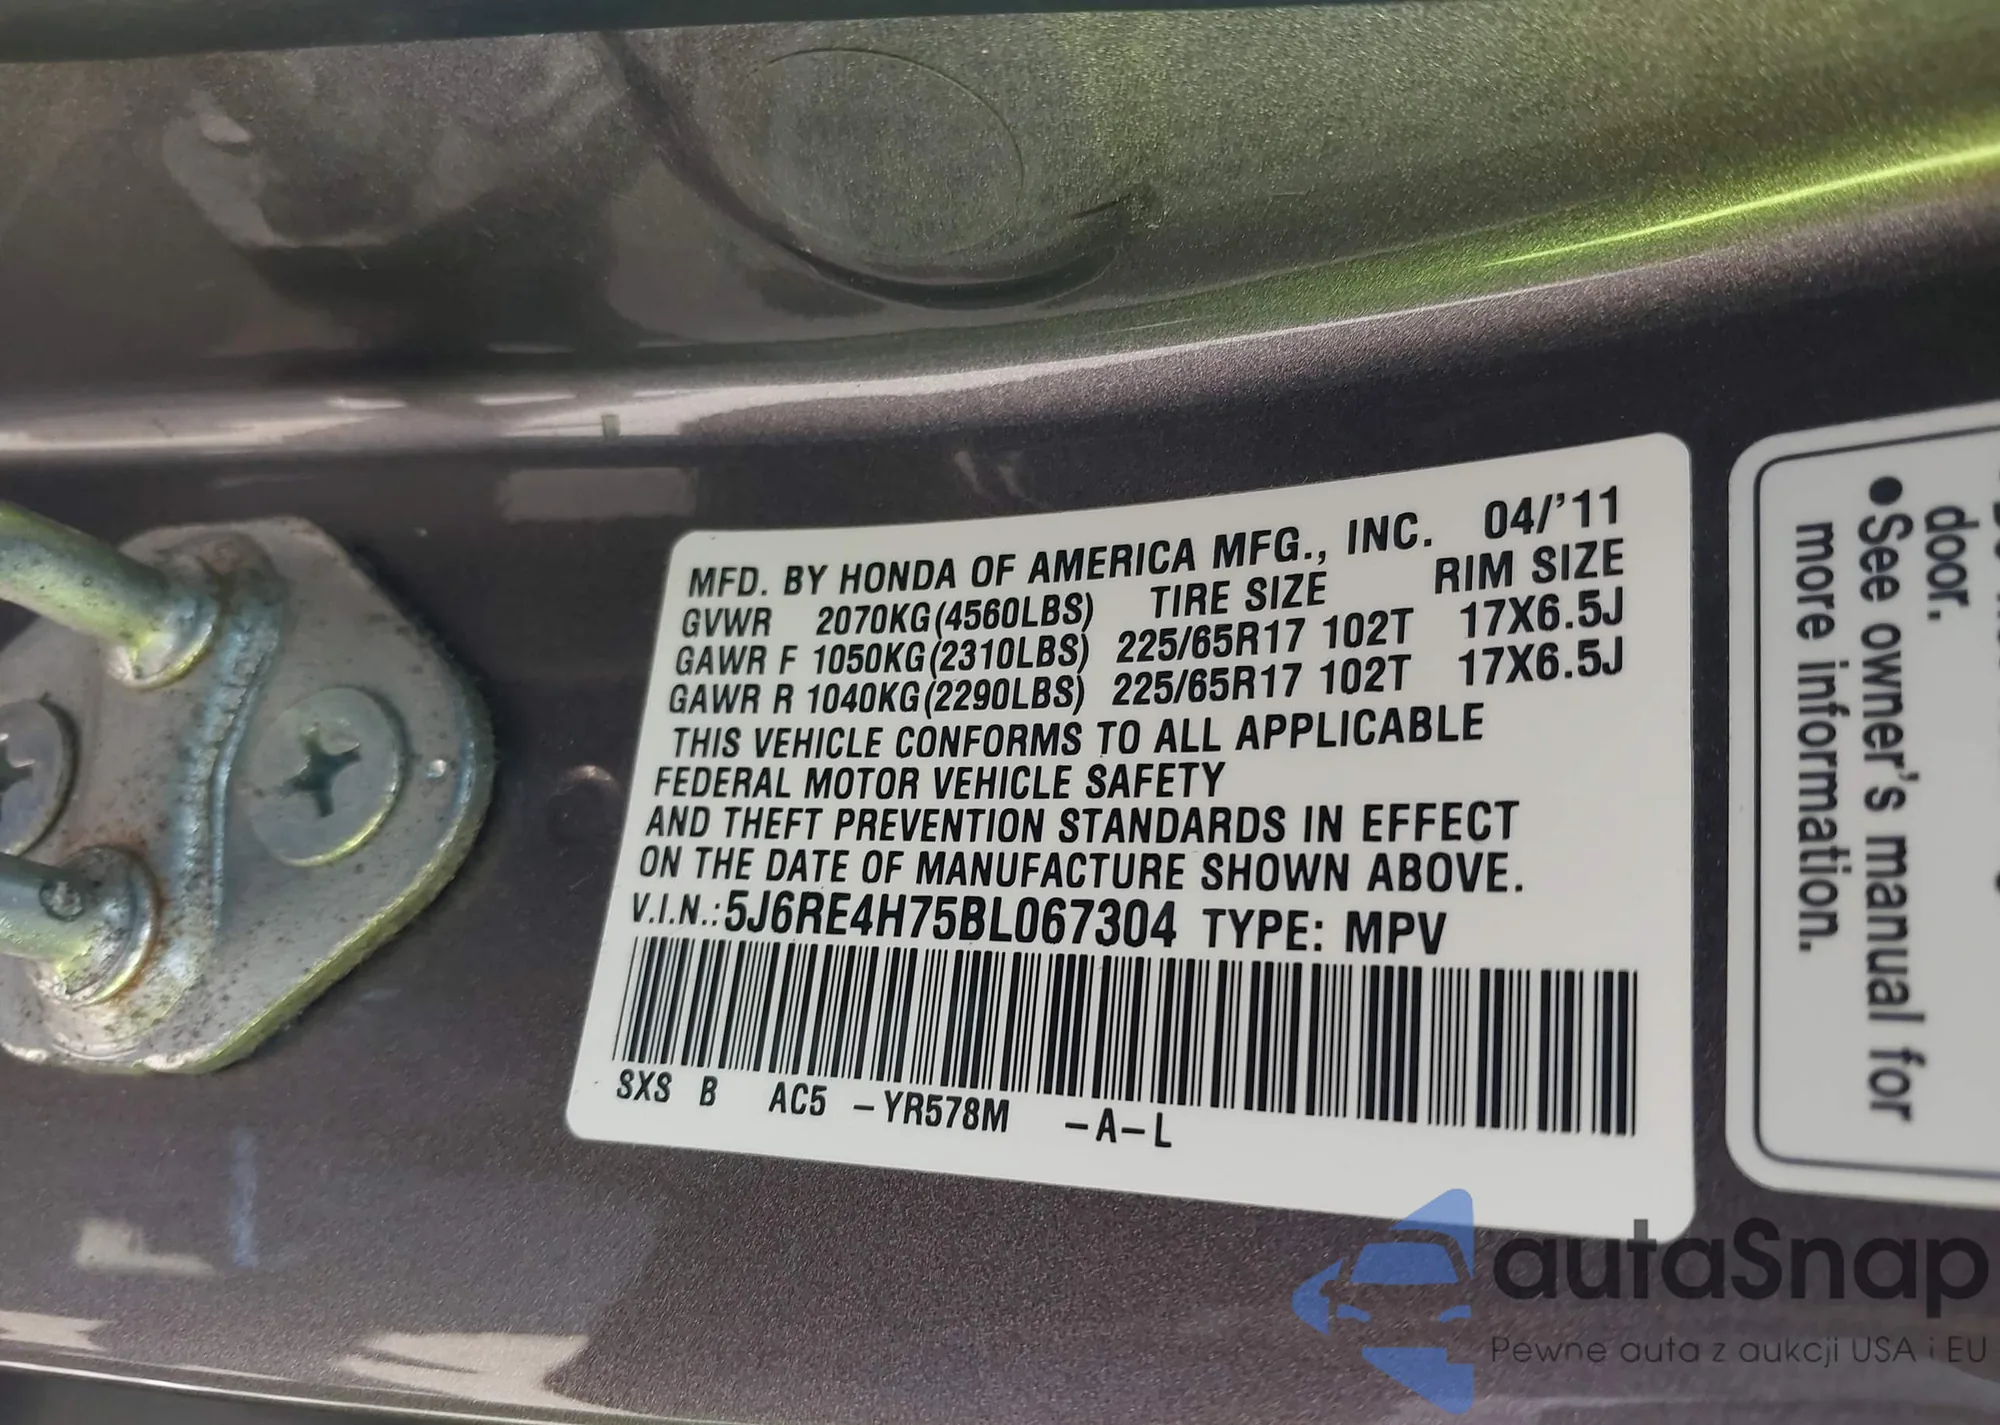 MFD. BY HONDA OF AMERICA MFG., INC. 04/'11
GVWR 2070KG(4560LBS) TIRE SIZE RIM SIZE
GAWR F 1050KG(2310LBS) 225/65R17 102T 17X6.5J
GAWR R 1040KG(2290LBS) 225/65R17 102T 17X6.5J
THIS VEHICLE CONFORMS TO ALL APPLICABLE
FEDERAL MOTOR VEHICLE SAFETY
AND THEFT PREVENTION STANDARDS IN EFFECT
ON THE DATE OF MANUFACTURE SHOWN ABOVE.
V.I.N.:5J6RE4H75BL067304 TYPE: MPV
SXS B AC5 -YR578M -A-L
door.
•See owner's manual for
more information.
autaSnap
Pewne auta z aukcji USA i EU